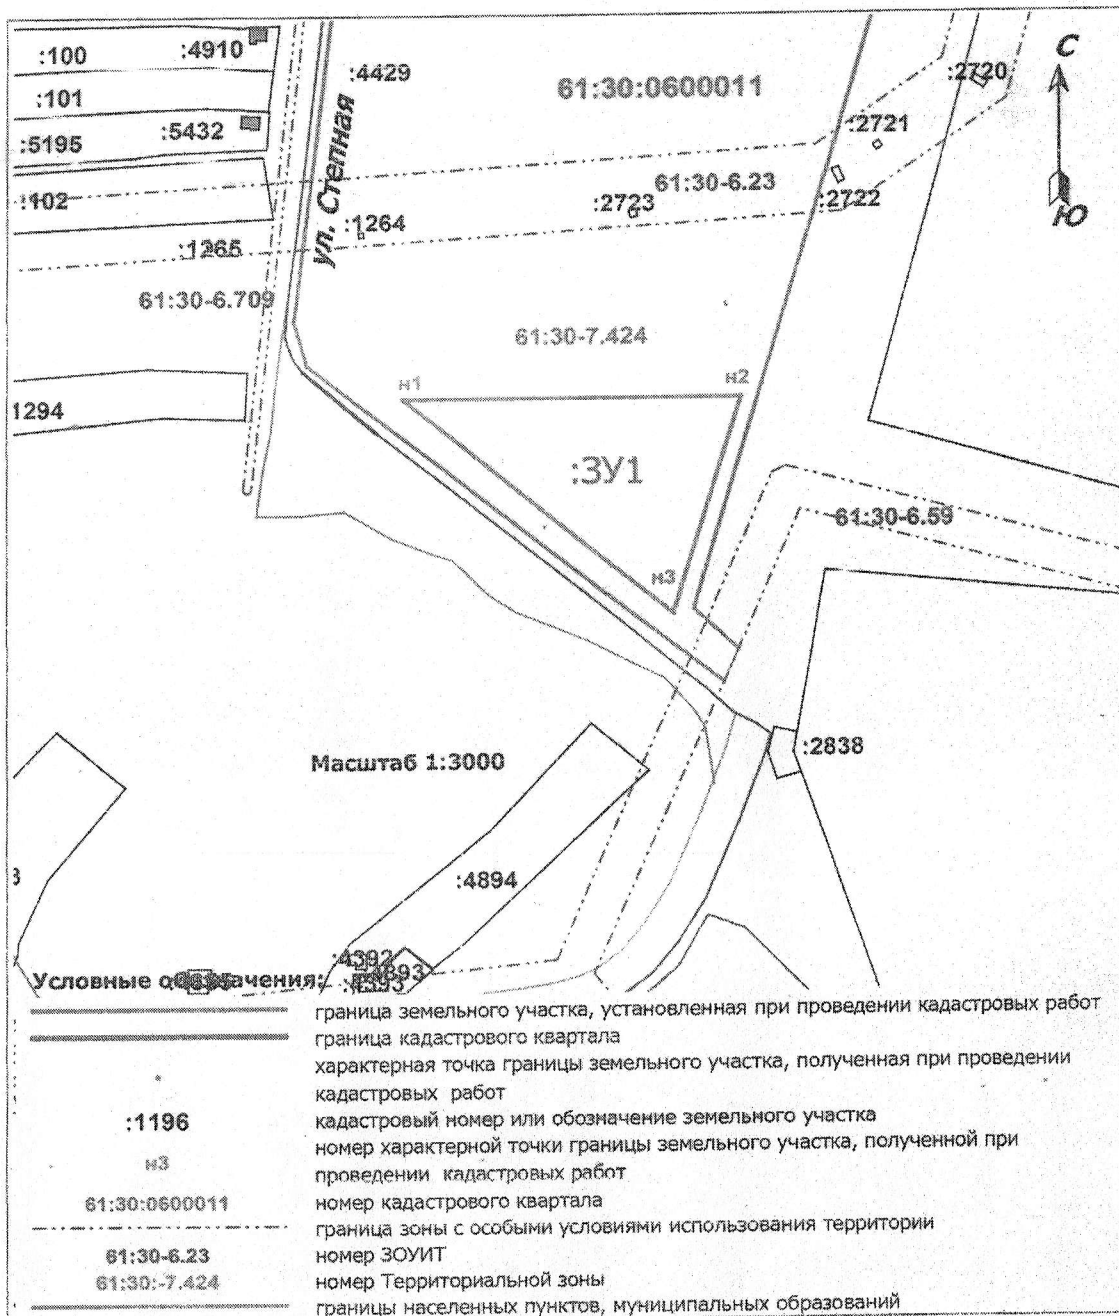 :100
:4910
:4429
61:30:0600011
С
:2720
:101
:5432
:2721
:5195
ул. Степная
61:30-6.23
:102
:2723
:2722
Ю
:1264
:1265
61:30-6.709
61:30-7.424
н1
н2
1294
:ЗУ1
61:30-6.59
н3
Масштаб 1:3000
:2838
:4894
:4392
:4393
Условные обозначения:
граница земельного участка, установленная при проведении кадастровых работ
граница кадастрового квартала
характерная точка границы земельного участка, полученная при проведении
кадастровых работ
:1196
кадастровый номер или обозначение земельного участка
номер характерной точки границы земельного участка, полученной при
н3
проведении кадастровых работ
61:30:0600011
номер кадастрового квартала
граница зоны с особыми условиями использования территории
61:30-6.23
номер ЗОУИТ
61:30:-7.424
номер Территориальной зоны
границы населенных пунктов, муниципальных образований